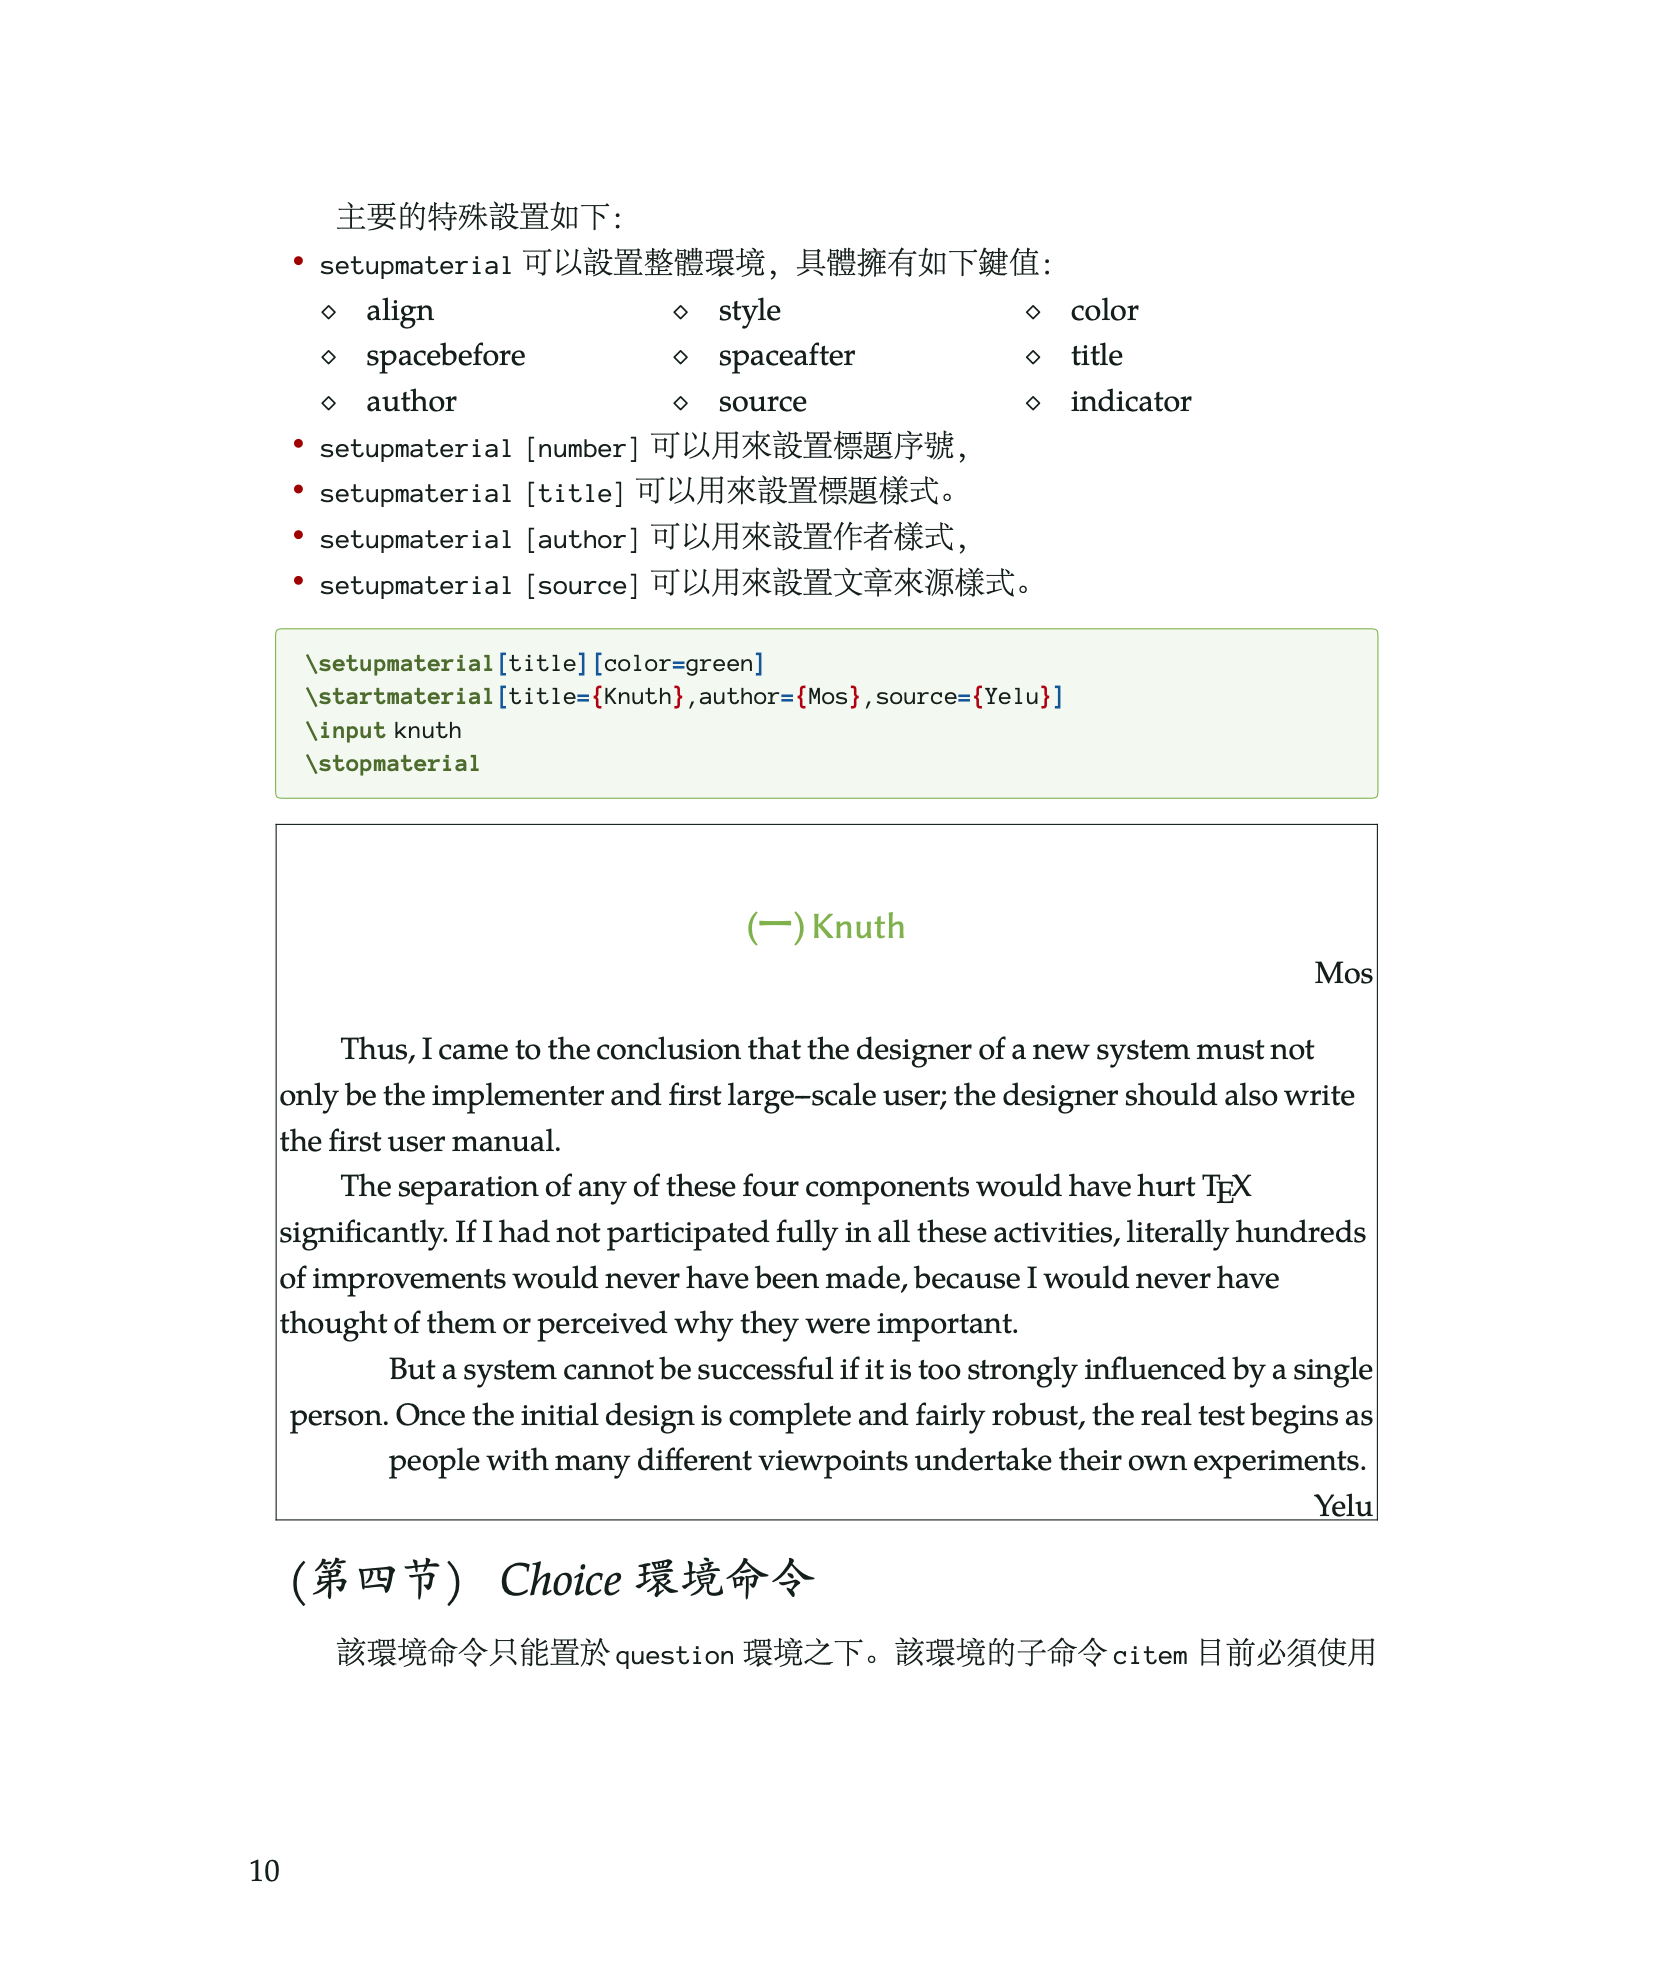 主要的特殊設置如下：
• setupmaterial 可以設置整體環境，具體擁有如下鍵值：
⋄ align ⋄ style ⋄ color
⋄ spacebefore ⋄ spaceafter ⋄ title
⋄ author ⋄ source ⋄ indicator
• setupmaterial [number] 可以用來設置標題序號，
• setupmaterial [title] 可以用來設置標題樣式。
• setupmaterial [author] 可以用來設置作者樣式，
• setupmaterial [source] 可以用來設置文章來源樣式。
\setupmaterial[title][color=green]
\startmaterial[title={Knuth},author={Mos},source={Yelu}]
\input knuth
\stopmaterial
(一) Knuth
Mos
Thus, I came to the conclusion that the designer of a new system must not
only be the implementer and first large–scale user; the designer should also write
the first user manual.
The separation of any of these four components would have hurt TEX
significantly. If I had not participated fully in all these activities, literally hundreds
of improvements would never have been made, because I would never have
thought of them or perceived why they were important.
But a system cannot be successful if it is too strongly influenced by a single
person. Once the initial design is complete and fairly robust, the real test begins as
people with many different viewpoints undertake their own experiments.
Yelu
（第四节） Choice 環境命令
該環境命令只能置於 question 環境之下。該環境的子命令 citem 目前必須使用
10